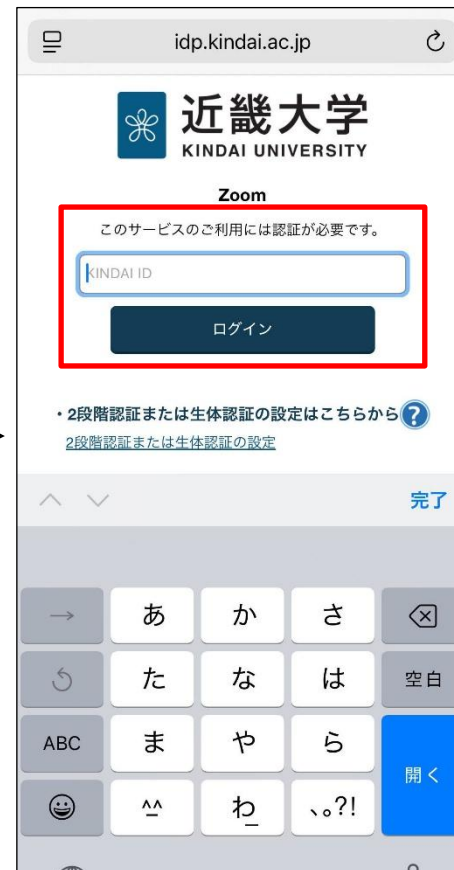 idp.kindai.ac.jp
近畿大学
KINDAI UNIVERSITY
Zoom
このサービスのご利用には認証が必要です。
KINDAI ID
ログイン
・2段階認証または生体認証の設定はこちらから?
2段階認証または生体認証の設定
完了
→ あ か さ
た な は 空白
ABC ま や ら
開く
^^ わ_ 、。?!